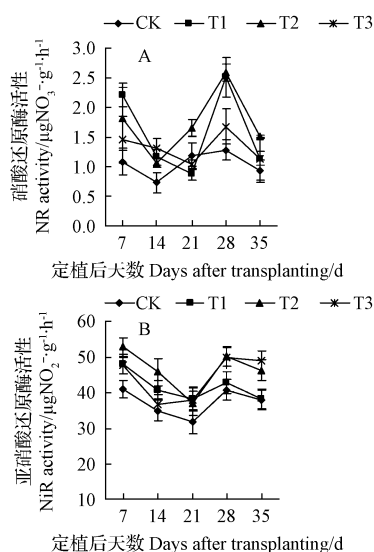 CK T1 T2 T3
A
硝酸还原酶活性
NR activity/μgNO₃⁻·g⁻¹·h⁻¹
3.0
2.5
2.0
1.5
1.0
0.5
0.0
7 14 21 28 35
定植后天数 Days after transplanting/d
CK T1 T2 T3
B
亚硝酸还原酶活性
NiR activity/μgNO₂⁻·g⁻¹·h⁻¹
60
50
40
30
20
10
7 14 21 28 35
定植后天数 Days after transplanting/d